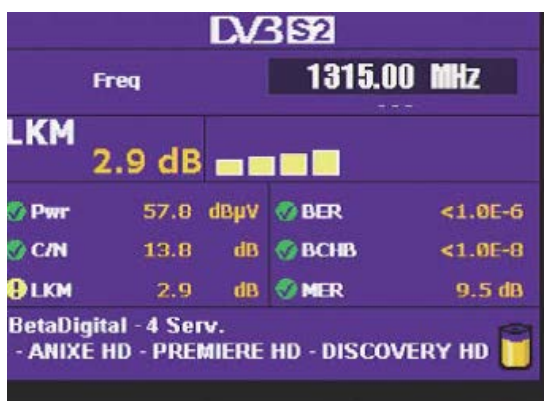 DVB S2
Freq 1315.00 MHz
---
LKM
2.9 dB
Pwr 57.8 dBµV BER <1.0E-6
C/N 13.8 dB BCHB <1.0E-8
LKM 2.9 dB MER 9.5 dB
BetaDigital - 4 Serv.
- ANIXE HD - PREMIERE HD - DISCOVERY HD